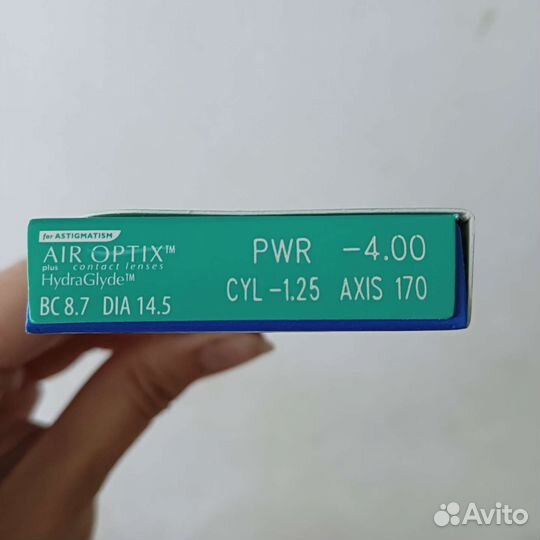 for ASTIGMATISM
AIR OPTIX™
plus contact lenses
HydraGlyde™
BC 8.7 DIA 14.5
PWR -4.00
CYL -1.25 AXIS 170
Avito